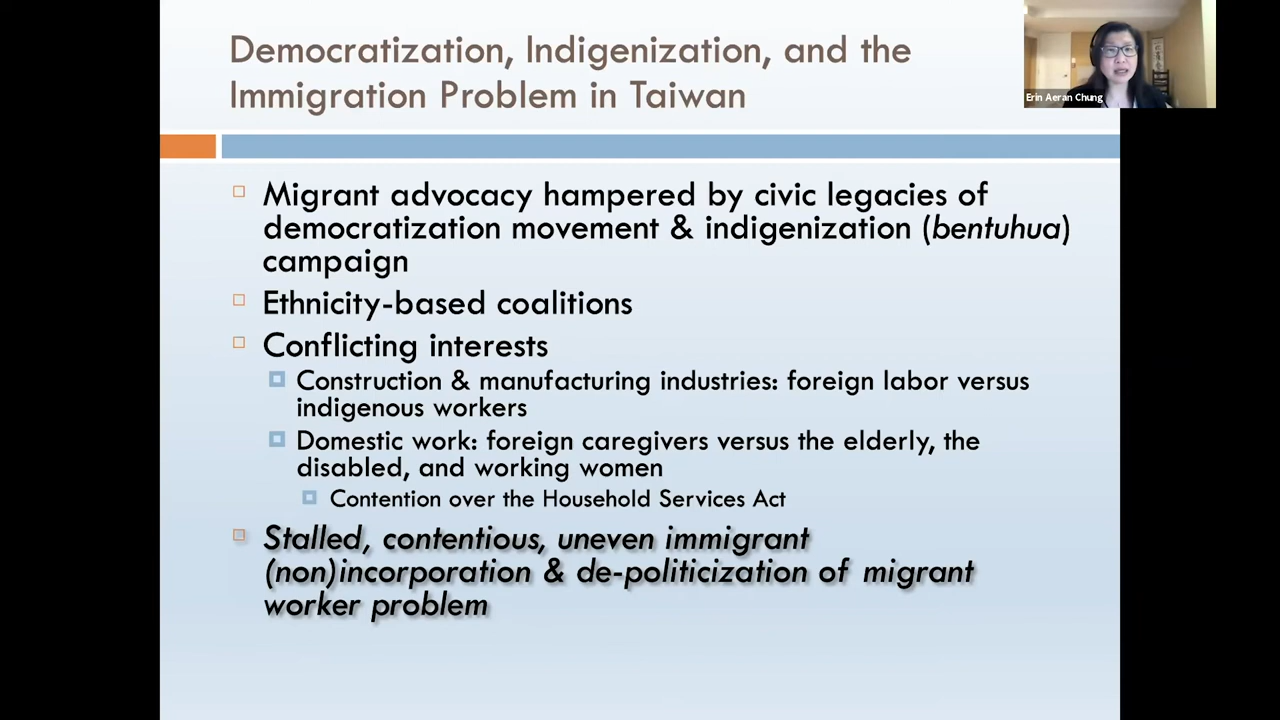 Democratization, Indigenization, and the
Immigration Problem in Taiwan
Erin Aeran Chung
Migrant advocacy hampered by civic legacies of
democratization movement & indigenization (bentuhua)
campaign
Ethnicity-based coalitions
Conflicting interests
Construction & manufacturing industries: foreign labor versus
indigenous workers
Domestic work: foreign caregivers versus the elderly, the
disabled, and working women
Contention over the Household Services Act
Stalled, contentious, uneven immigrant
(non)incorporation & de-politicization of migrant
worker problem